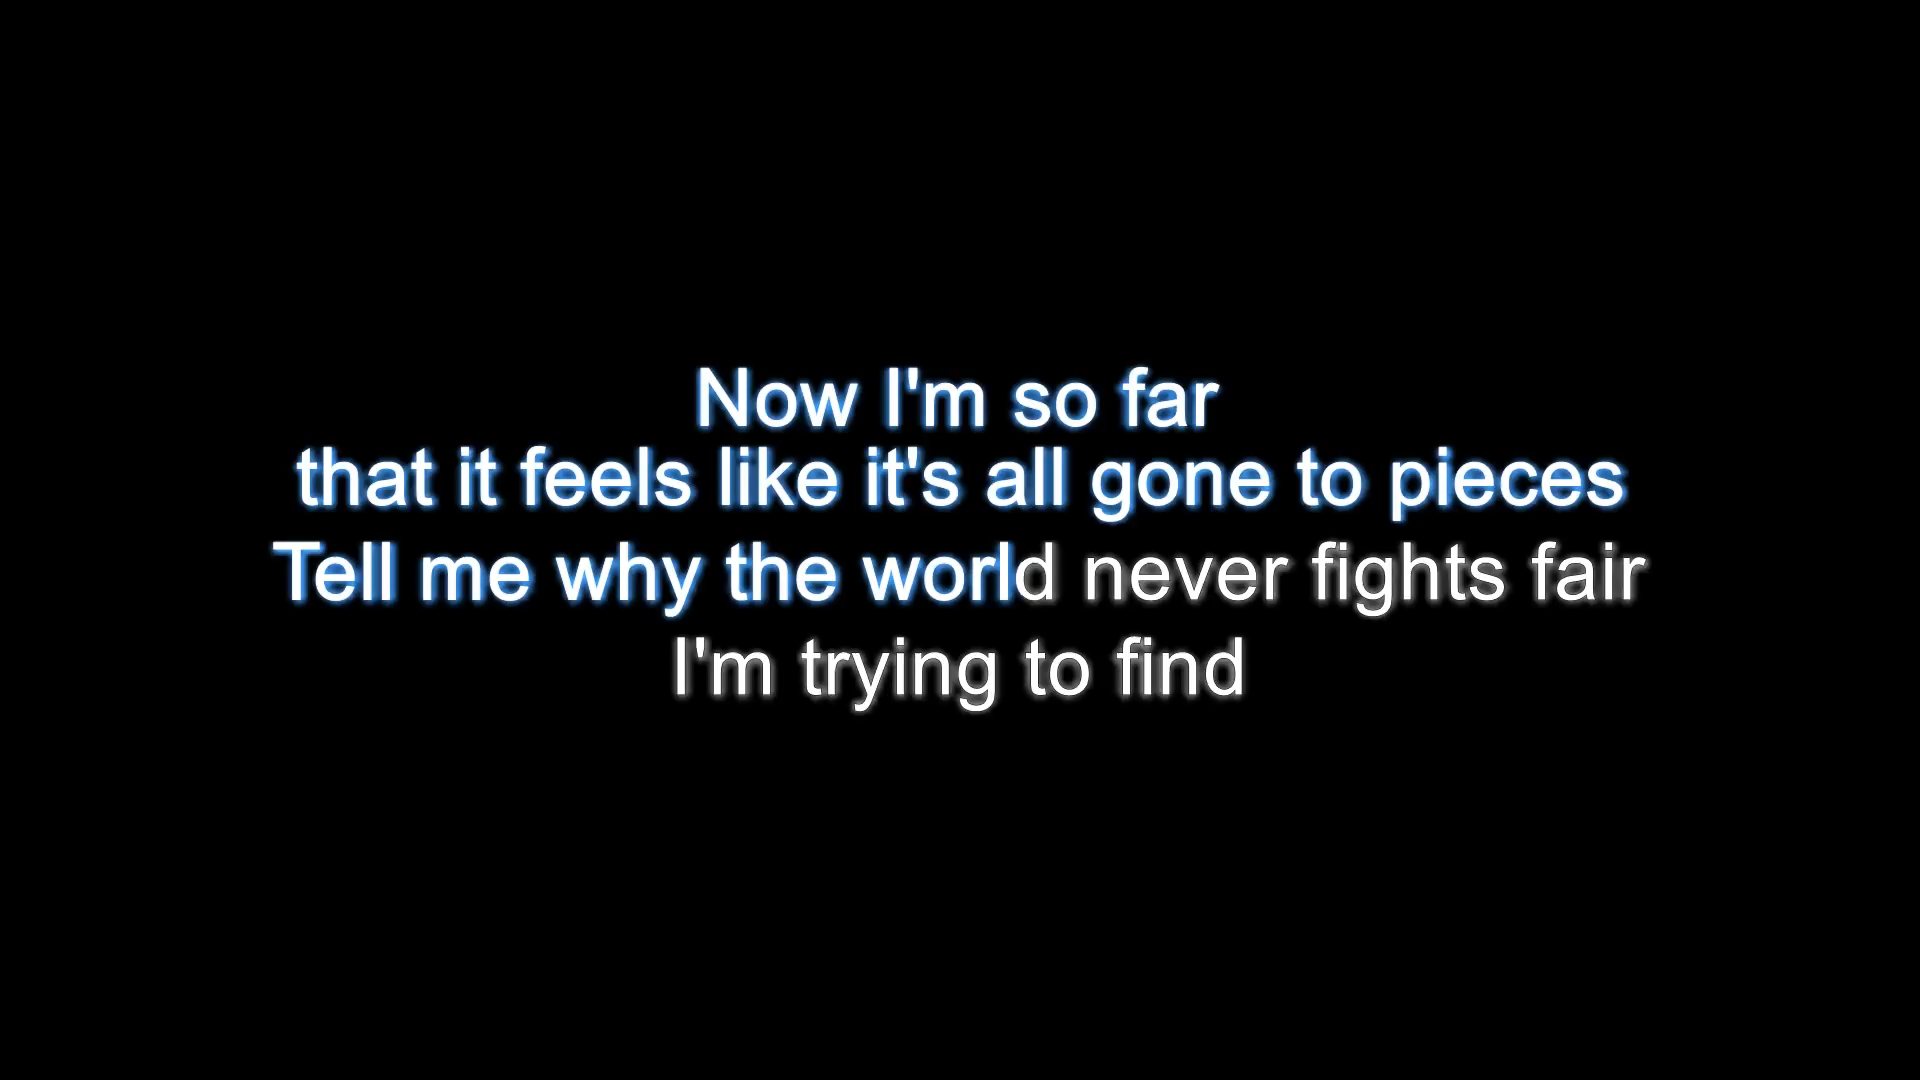 Now I'm so far
that it feels like it's all gone to pieces
Tell me why the world never fights fair
I'm trying to find